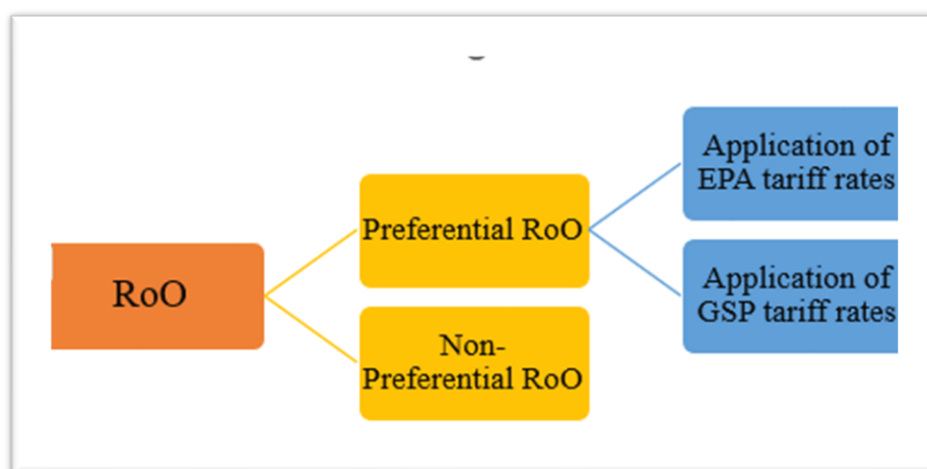 RoO
Preferential RoO
Non-
Preferential RoO
Application of
EPA tariff rates
Application of
GSP tariff rates